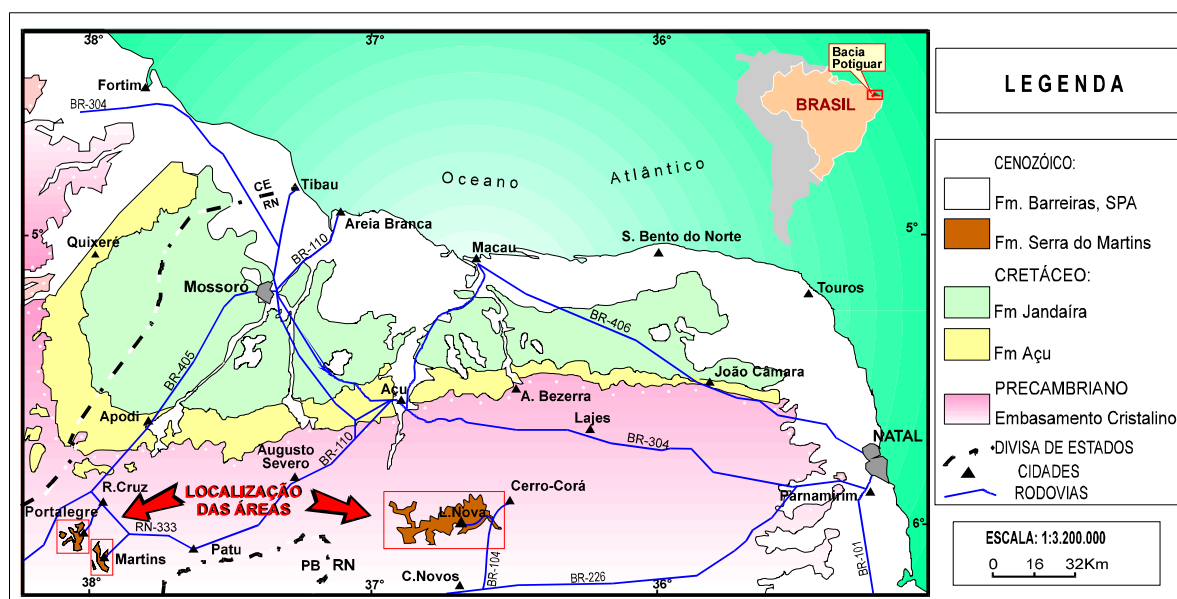 38°
37°
36°
Fortim
BR-304
Bacia
Potiguar
BRASIL
CE
RN
Tibau
Oceano
Atlântico
5°
5°
Quixeré
Areia Branca
BR-110
Macau
S. Bento do Norte
Mossoró
Touros
BR-406
BR-405
João Câmara
Açu
A. Bezerra
Apodi
Lajes
BR-110
BR-304
NATAL
Augusto
Severo
R.Cruz
LOCALIZAÇÃO
DAS ÁREAS
Cerro-Corá
Parnamirim
Portalegre
L.Nova
RN-333
6°
Martins
Patu
PB
RN
BR-104
BR-101
C.Novos
BR-226
38°
37°
36°
LEGENDA
CENOZÓICO:
Fm. Barreiras, SPA
Fm. Serra do Martins
CRETÁCEO:
Fm Jandaíra
Fm Açu
PRECAMBRIANO
Embasamento Cristalino
DIVISA DE ESTADOS
CIDADES
RODOVIAS
ESCALA: 1:3.200.000
0 16 32Km